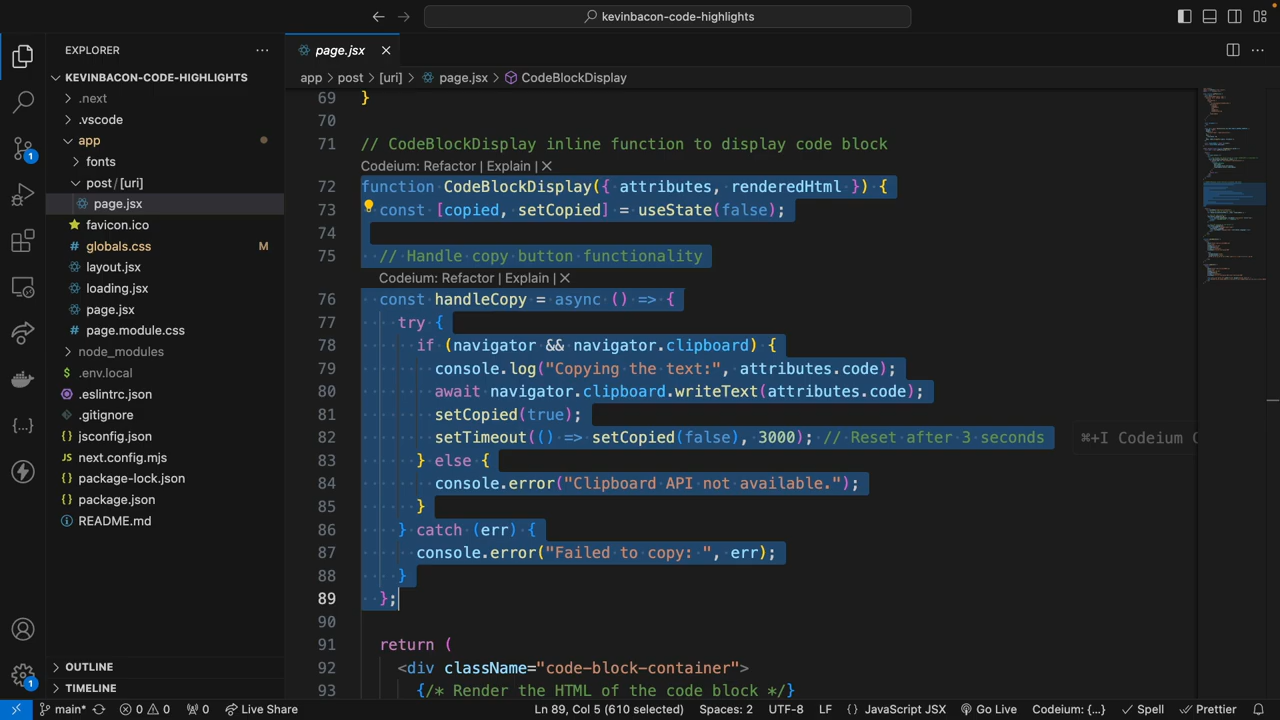 kevinbacon-code-highlights
EXPLORER
KEVINBACON-CODE-HIGHLIGHTS
.next
.vscode
app
fonts
post/[uri]
page.jsx
favicon.ico
globals.css M
layout.jsx
loading.jsx
page.jsx
page.module.css
node_modules
.env.local
.eslintrc.json
.gitignore
jsconfig.json
next.config.mjs
package-lock.json
package.json
README.md
OUTLINE
TIMELINE
1
1
page.jsx
app > post > [uri] > page.jsx > CodeBlockDisplay
69 }
70
71 // CodeBlockDisplay inline function to display code block
Codeium: Refactor | Explain | X
72 function CodeBlockDisplay({ attributes, renderedHtml }) {
73 const [copied, setCopied] = useState(false);
74
75 // Handle copy button functionality
Codeium: Refactor | Explain | X
76 const handleCopy = async () => {
77 try {
78 if (navigator && navigator.clipboard) {
79 console.log("Copying the text:", attributes.code);
80 await navigator.clipboard.writeText(attributes.code);
81 setCopied(true);
82 setTimeout(() => setCopied(false), 3000); // Reset after 3 seconds ⌘+I Codeium C
83 } else {
84 console.error("Clipboard API not available.");
85 }
86 } catch (err) {
87 console.error("Failed to copy: ", err);
88 }
89 };
90
91 return (
92 <div className="code-block-container">
93 {/* Render the HTML of the code block */}
main* 0 0 0 Live Share Ln 89, Col 5 (610 selected) Spaces: 2 UTF-8 LF {} JavaScript JSX Go Live Codeium: {...} Spell Prettier